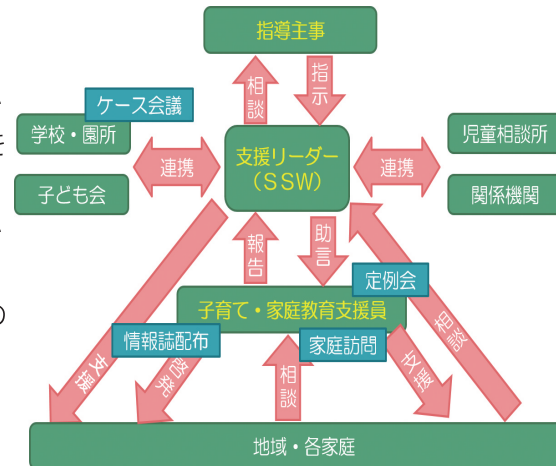 指導主事
相談
指示
ケース会議
学校・園所
を
連携
支援リーダー
（ＳＳＷ）
連携
児童相談所
子ども会
関係機関
報告
助言
定例会
子育て・家庭教育支援員
情報誌配布
家庭訪問
支援
啓発
相談
支援
相談
の
地域・各家庭